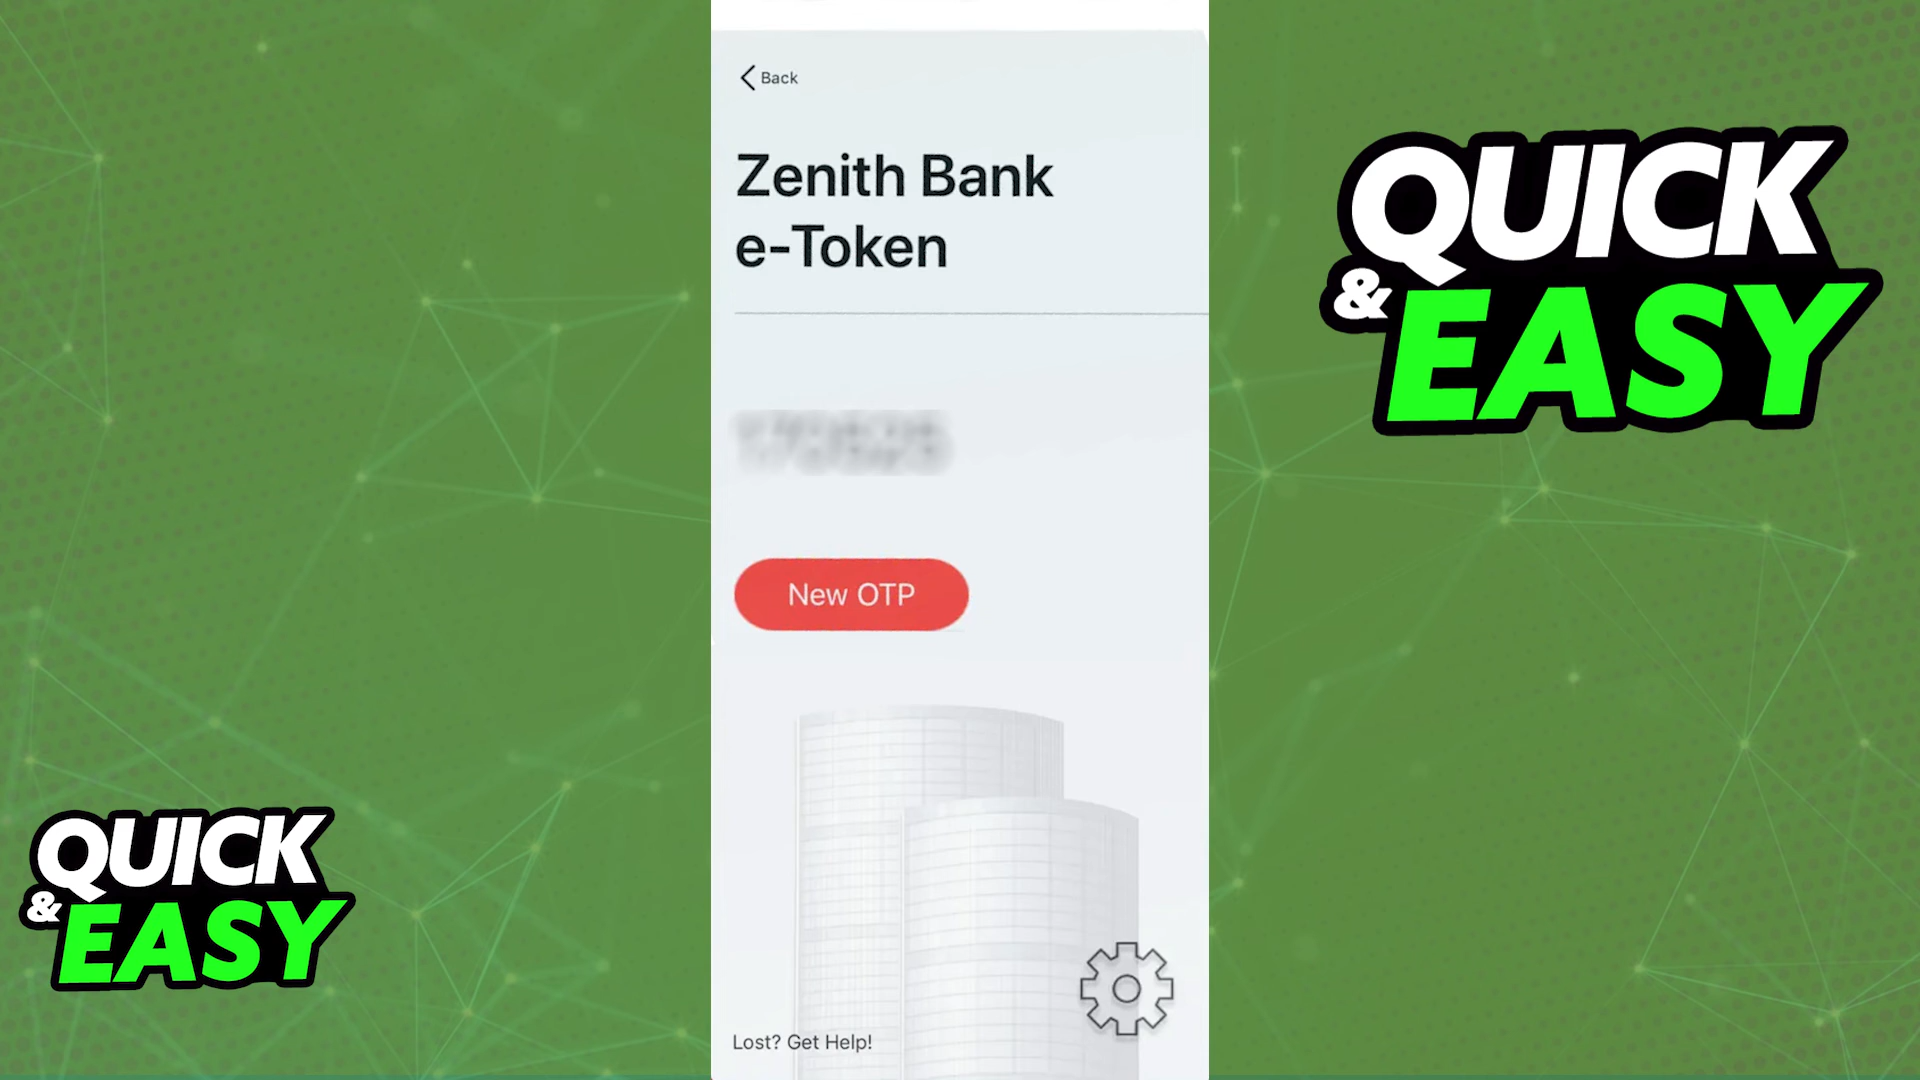 Back
Zenith Bank
e-Token
New OTP
Lost? Get Help!
QUICK
& EASY
QUICK
& EASY